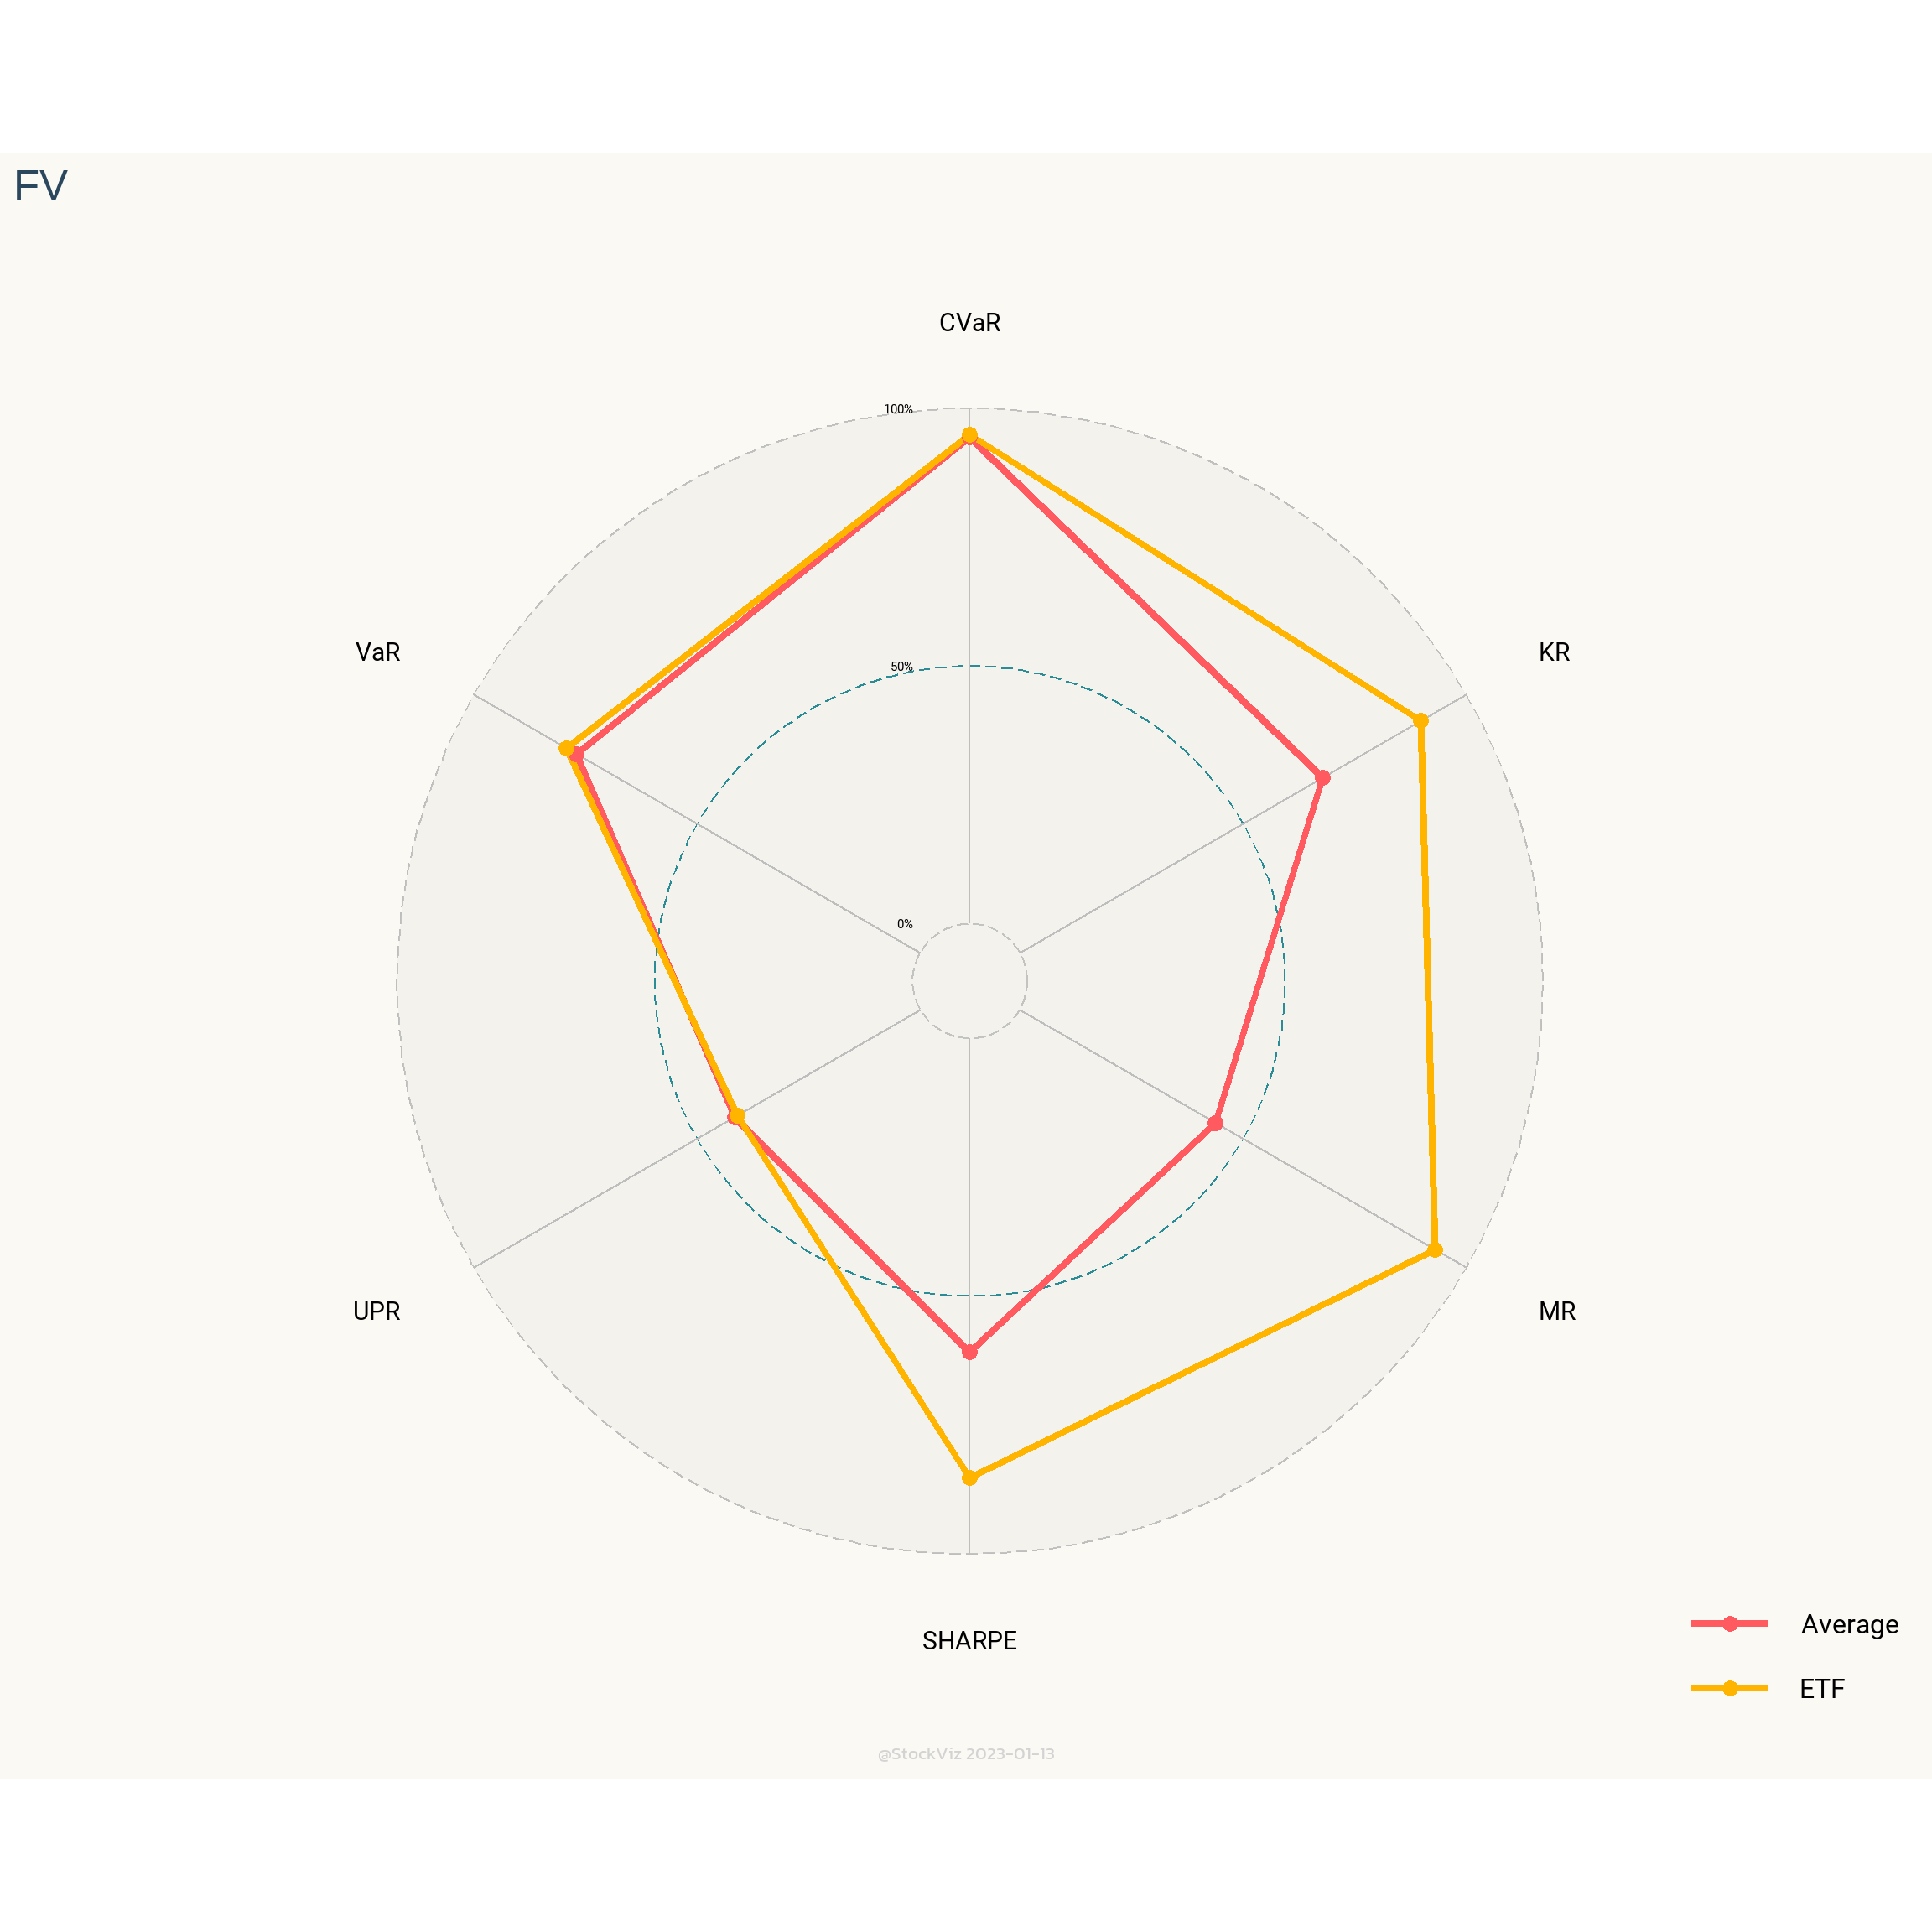 FV
CVaR
100%
KR
VaR
50%
0%
UPR
MR
SHARPE
Average
ETF
@StockViz 2023-01-13